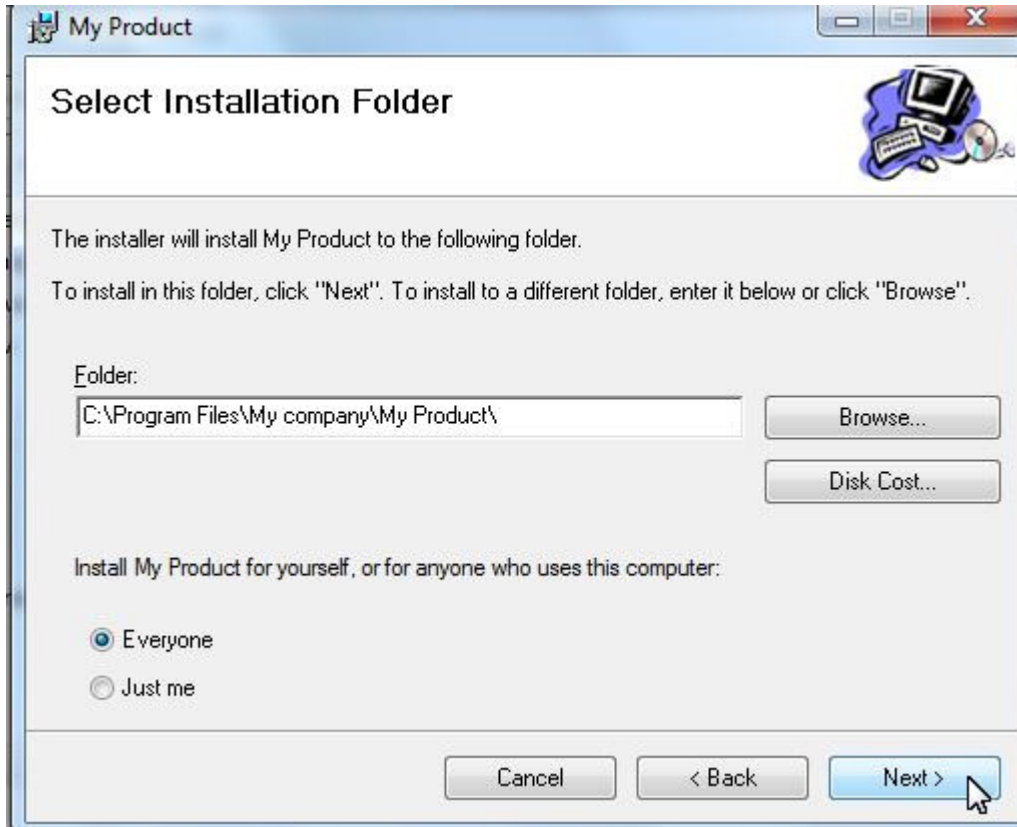 My Product
Select Installation Folder
The installer will install My Product to the following folder.
To install in this folder, click "Next". To install to a different folder, enter it below or click "Browse".
Folder:
C:\Program Files\My company\My Product\
Browse...
Disk Cost...
Install My Product for yourself, or for anyone who uses this computer:
Everyone
Just me
Cancel
< Back
Next >